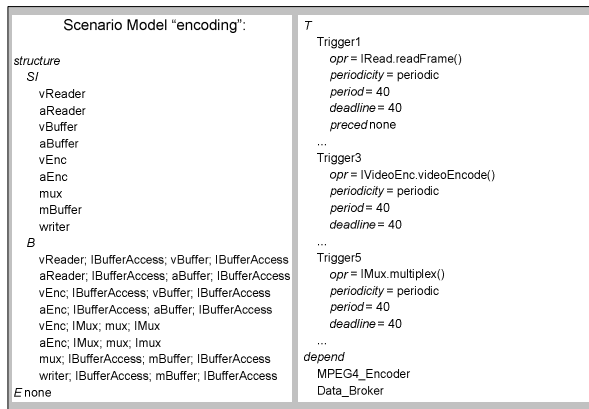 Scenario Model “encoding”:
structure
SI
vReader
aReader
vBuffer
aBuffer
vEnc
aEnc
mux
mBuffer
writer
B
vReader; IBufferAccess; vBuffer; IBufferAccess
aReader; IBufferAccess; aBuffer; IBufferAccess
vEnc; IBufferAccess; vBuffer; IBufferAccess
aEnc; IBufferAccess; aBuffer; IBufferAccess
vEnc; IMux; mux; IMux
aEnc; IMux; mux; Imux
mux; IBufferAccess; mBuffer; IBufferAccess
writer; IBufferAccess; mBuffer; IBufferAccess
E none
T
Trigger1
opr = IRead.readFrame()
periodicity = periodic
period = 40
deadline = 40
preced none
...
Trigger3
opr = IVideoEnc.videoEncode()
periodicity = periodic
period = 40
deadline = 40
...
Trigger5
opr = IMux.multiplex()
periodicity = periodic
period = 40
deadline = 40
...
depend
MPEG4_Encoder
Data_Broker